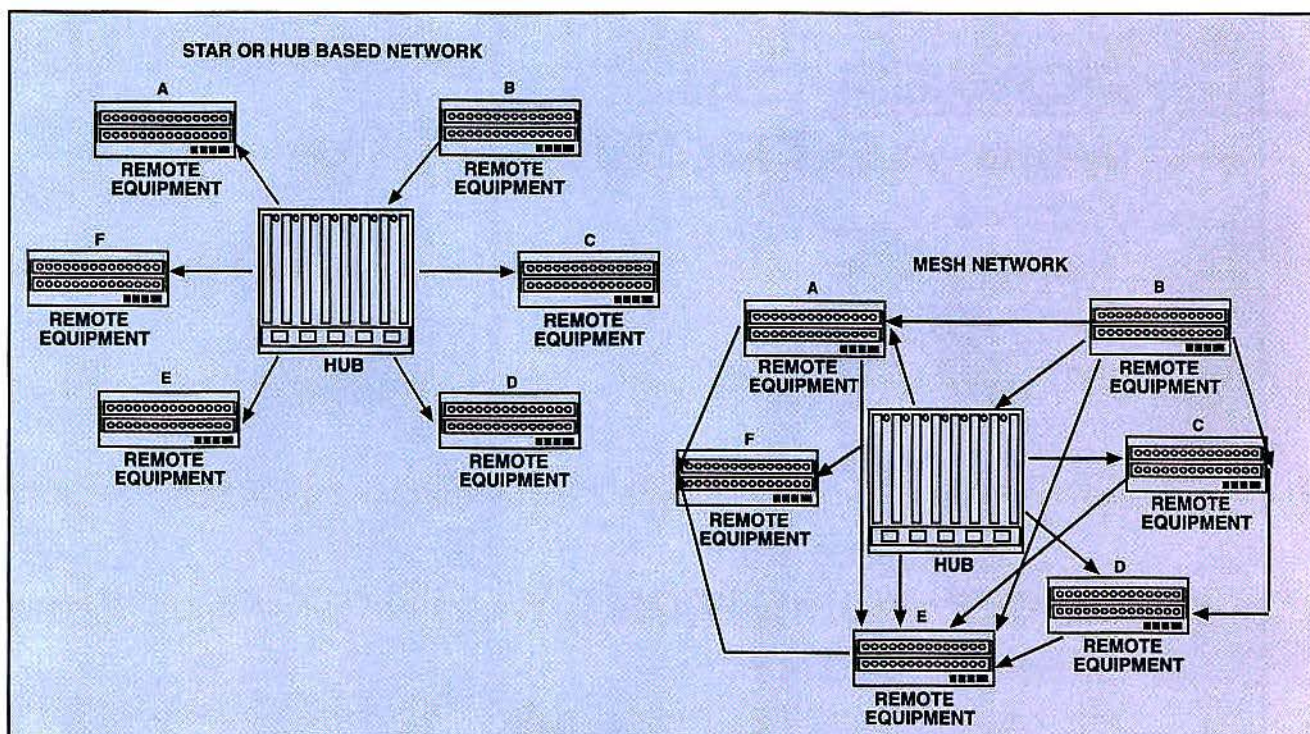 STAR OR HUB BASED NETWORK
A
REMOTE
EQUIPMENT
B
REMOTE
EQUIPMENT
F
REMOTE
EQUIPMENT
C
REMOTE
EQUIPMENT
HUB
E
REMOTE
EQUIPMENT
D
REMOTE
EQUIPMENT
MESH NETWORK
A
REMOTE
EQUIPMENT
B
REMOTE
EQUIPMENT
F
REMOTE
EQUIPMENT
C
REMOTE
EQUIPMENT
HUB
D
REMOTE
EQUIPMENT
E
REMOTE
EQUIPMENT